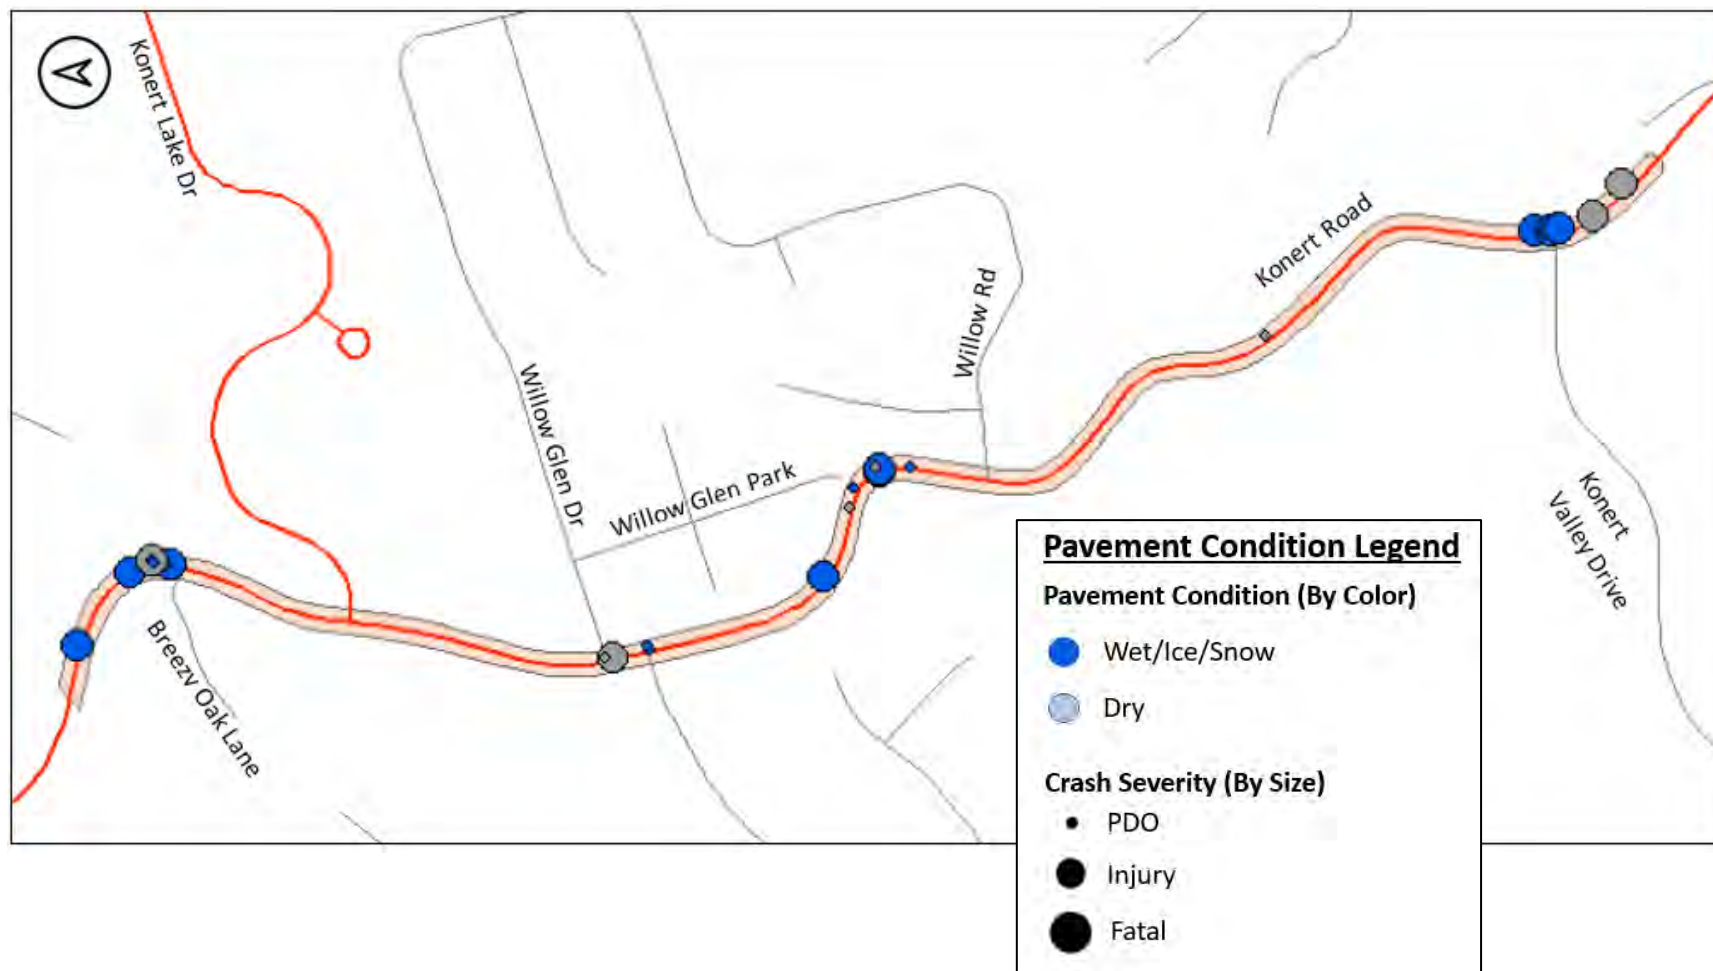 Konert Lake Dr
Konert Road
Willow Rd
Willow Glen Dr
Willow Glen Park
Konert
Valley Drive
Breezv Oak Lane
Pavement Condition Legend
Pavement Condition (By Color)
Wet/Ice/Snow
Dry
Crash Severity (By Size)
PDO
Injury
Fatal